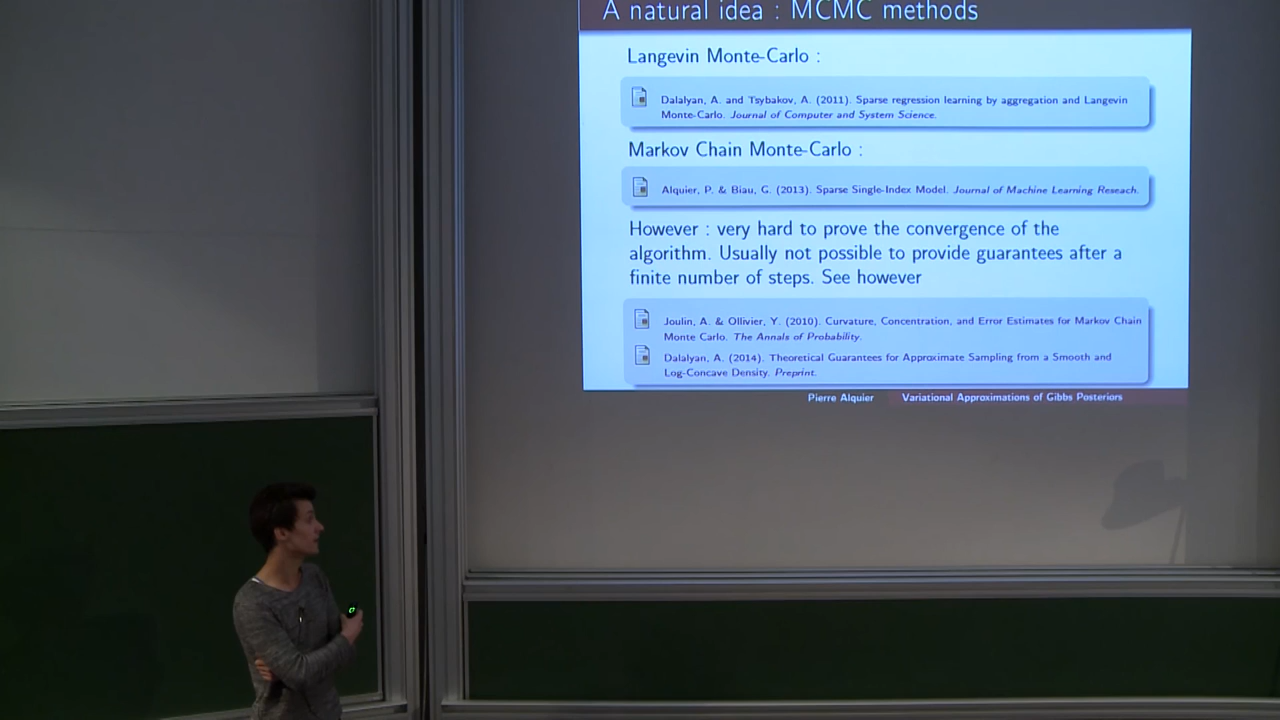 A natural idea : MCMC methods
Langevin Monte-Carlo :
Dalalyan, A. and Tsybakov, A. (2011). Sparse regression learning by aggregation and Langevin
Monte-Carlo. Journal of Computer and System Science.
Markov Chain Monte-Carlo :
Alquier, P. & Biau, G. (2013). Sparse Single-Index Model. Journal of Machine Learning Reseach.
However : very hard to prove the convergence of the
algorithm. Usually not possible to provide guarantees after a
finite number of steps. See however
Joulin, A. & Ollivier, Y. (2010). Curvature, Concentration, and Error Estimates for Markov Chain
Monte Carlo. The Annals of Probability.
Dalalyan, A. (2014). Theoretical Guarantees for Approximate Sampling from a Smooth and
Log-Concave Density. Preprint.
Pierre Alquier Variational Approximations of Gibbs Posteriors